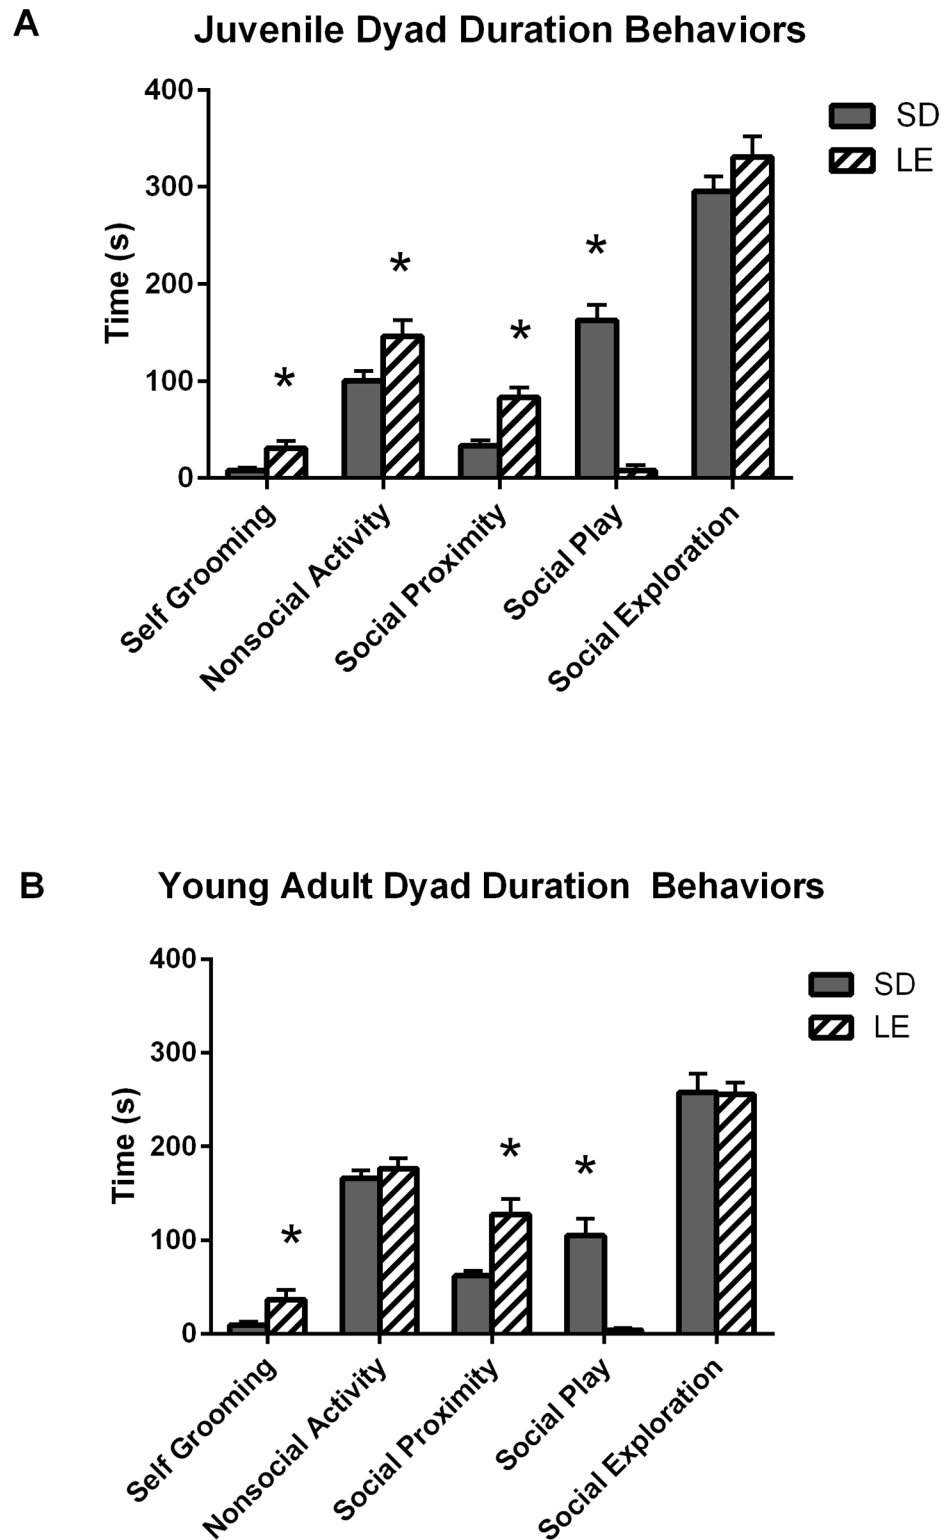 A
Juvenile Dyad Duration Behaviors
400
300
200
100
0
Time (s)
SD
LE
*
*
*
*
Self Grooming
Nonsocial Activity
Social Proximity
Social Play
Social Exploration
B
Young Adult Dyad Duration  Behaviors
400
300
200
100
0
Time (s)
SD
LE
*
*
*
Self Grooming
Nonsocial Activity
Social Proximity
Social Play
Social Exploration